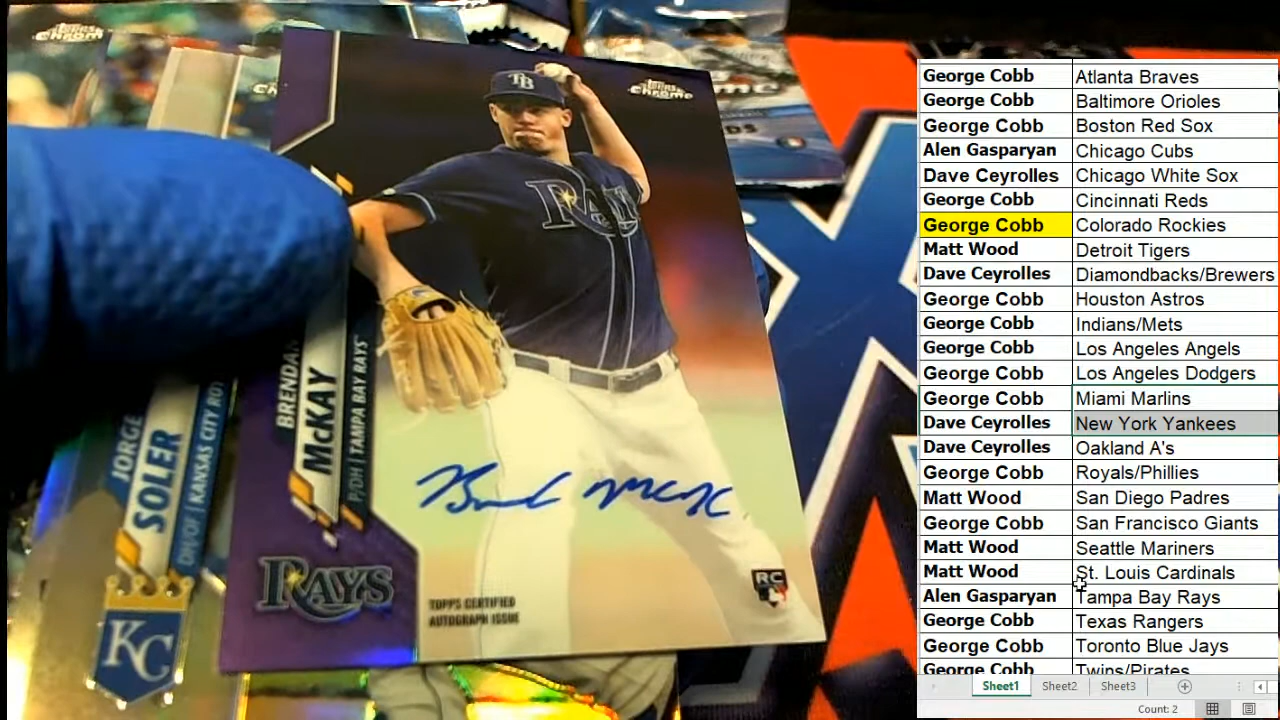 Topps Chrome
TB
Topps Chrome
RAYS
BRENDAN
McKAY
P/DH | TAMPA BAY RAYS
JORGE
SOLER
DH/OF | KANSAS CITY ROY
KC
RAYS
TOPPS CERTIFIED
AUTOGRAPH ISSUE
RC
George Cobb Atlanta Braves
George Cobb Baltimore Orioles
George Cobb Boston Red Sox
Alen Gasparyan Chicago Cubs
Dave Ceyrolles Chicago White Sox
George Cobb Cincinnati Reds
George Cobb Colorado Rockies
Matt Wood Detroit Tigers
Dave Ceyrolles Diamondbacks/Brewers
George Cobb Houston Astros
George Cobb Indians/Mets
George Cobb Los Angeles Angels
George Cobb Los Angeles Dodgers
George Cobb Miami Marlins
Dave Ceyrolles New York Yankees
Dave Ceyrolles Oakland A's
George Cobb Royals/Phillies
Matt Wood San Diego Padres
George Cobb San Francisco Giants
Matt Wood Seattle Mariners
Matt Wood St. Louis Cardinals
Alen Gasparyan Tampa Bay Rays
George Cobb Texas Rangers
George Cobb Toronto Blue Jays
George Cobb Twins/Pirates
Sheet1 Sheet2 Sheet3
Count: 2